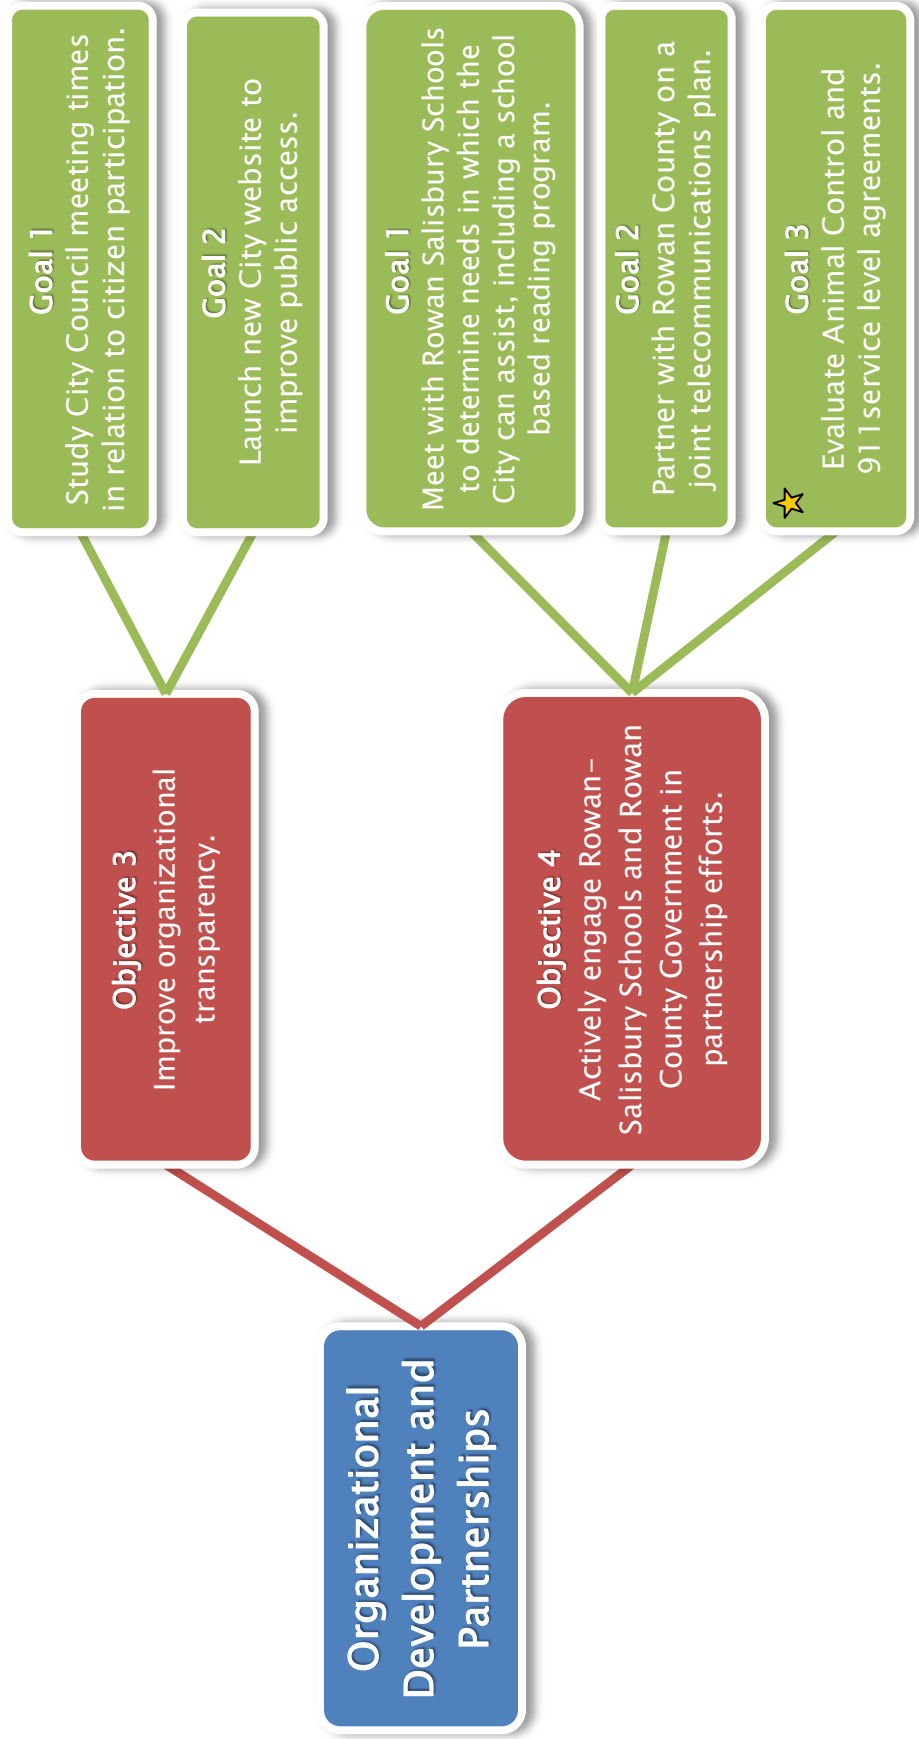 Organizational
Development and
Partnerships
Objective 3
Improve organizational
transparency.
Goal 1
Study City Council meeting times
in relation to citizen participation.
Goal 2
Launch new City website to
improve public access.
Objective 4
Actively engage Rowan-
Salisbury Schools and Rowan
County Government in
partnership efforts.
Goal 1
Meet with Rowan Salisbury Schools
to determine needs in which the
City can assist, including a school
based reading program.
Goal 2
Partner with Rowan County on a
joint telecommunications plan.
Goal 3
Evaluate Animal Control and
911service level agreements.